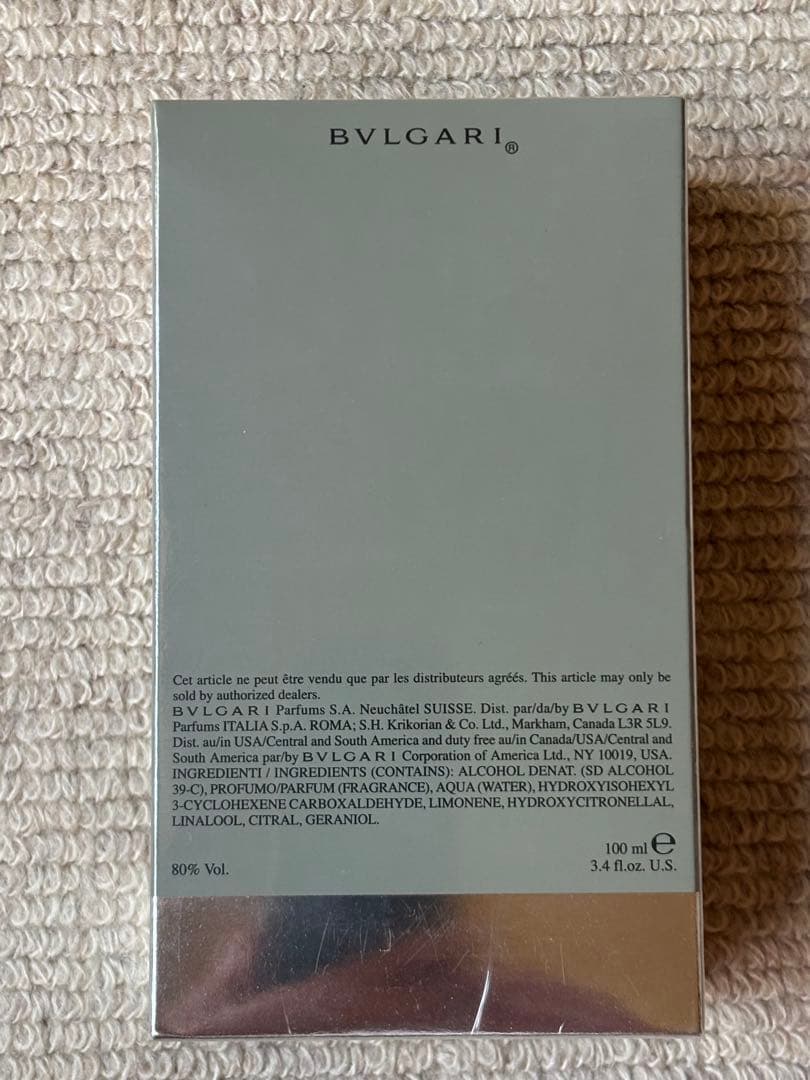 BVLGARI®
Cet article ne peut être vendu que par les distributeurs agréés. This article may only be
sold by authorized dealers.
BVLGARI Parfums S.A. Neuchâtel SUISSE. Dist. par/da/by BVLGARI
Parfums ITALIA S.p.A. ROMA; S.H. Krikorian & Co. Ltd., Markham, Canada L3R 5L9.
Dist. au/in USA/Central and South America and duty free au/in Canada/USA/Central and
South America par/by BVLGARI Corporation of America Ltd., NY 10019, USA.
INGREDIENTI / INGREDIENTS (CONTAINS): ALCOHOL DENAT. (SD ALCOHOL
39-C), PROFUMO/PARFUM (FRAGRANCE), AQUA (WATER), HYDROXYISOHEXYL
3-CYCLOHEXENE CARBOXALDEHYDE, LIMONENE, HYDROXYCITRONELLAL,
LINALOOL, CITRAL, GERANIOL.
100 ml ℮
80% Vol.
3.4 fl.oz. U.S.